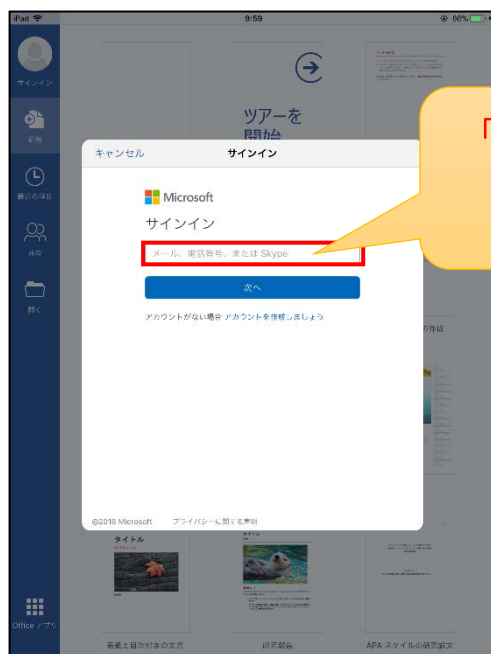 iPad
9:59
66%
サインイン
ツアーを
開始
新規
キャンセル
サインイン
「
最近の項目
Microsoft
サインイン
メール、電話番号、または Skype
共有
次へ
開く
アカウントがない場合 アカウントを作成しましょう
の作成
©2018 Microsoft プライバシーに関する声明
タイトル
Office アプリ
表紙と目次付きの文書
研究報告
APA スタイルの研究論文